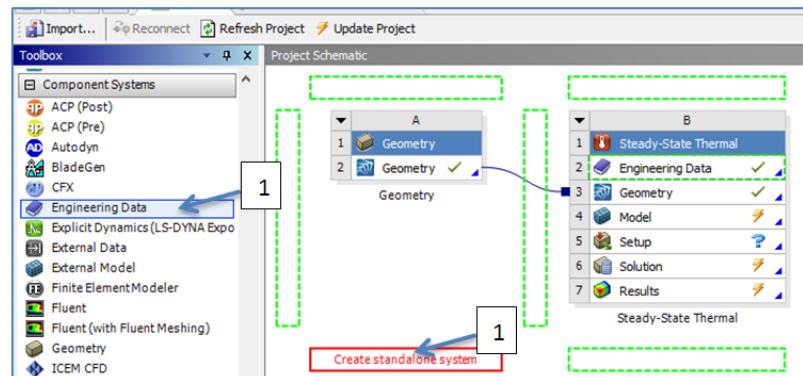 Import... Reconnect Refresh Project Update Project
Toolbox
Project Schematic
Component Systems
ACP (Post)
ACP (Pre)
Autodyn
BladeGen
CFX
Engineering Data
Explicit Dynamics (LS-DYNA Expo
External Data
External Model
Finite Element Modeler
Fluent
Fluent (with Fluent Meshing)
Geometry
ICEM CFD
1
A
1 Geometry
2 Geometry
Geometry
B
1 Steady-State Thermal
2 Engineering Data
3 Geometry
4 Model
5 Setup
6 Solution
7 Results
Steady-State Thermal
1
Create standalone system